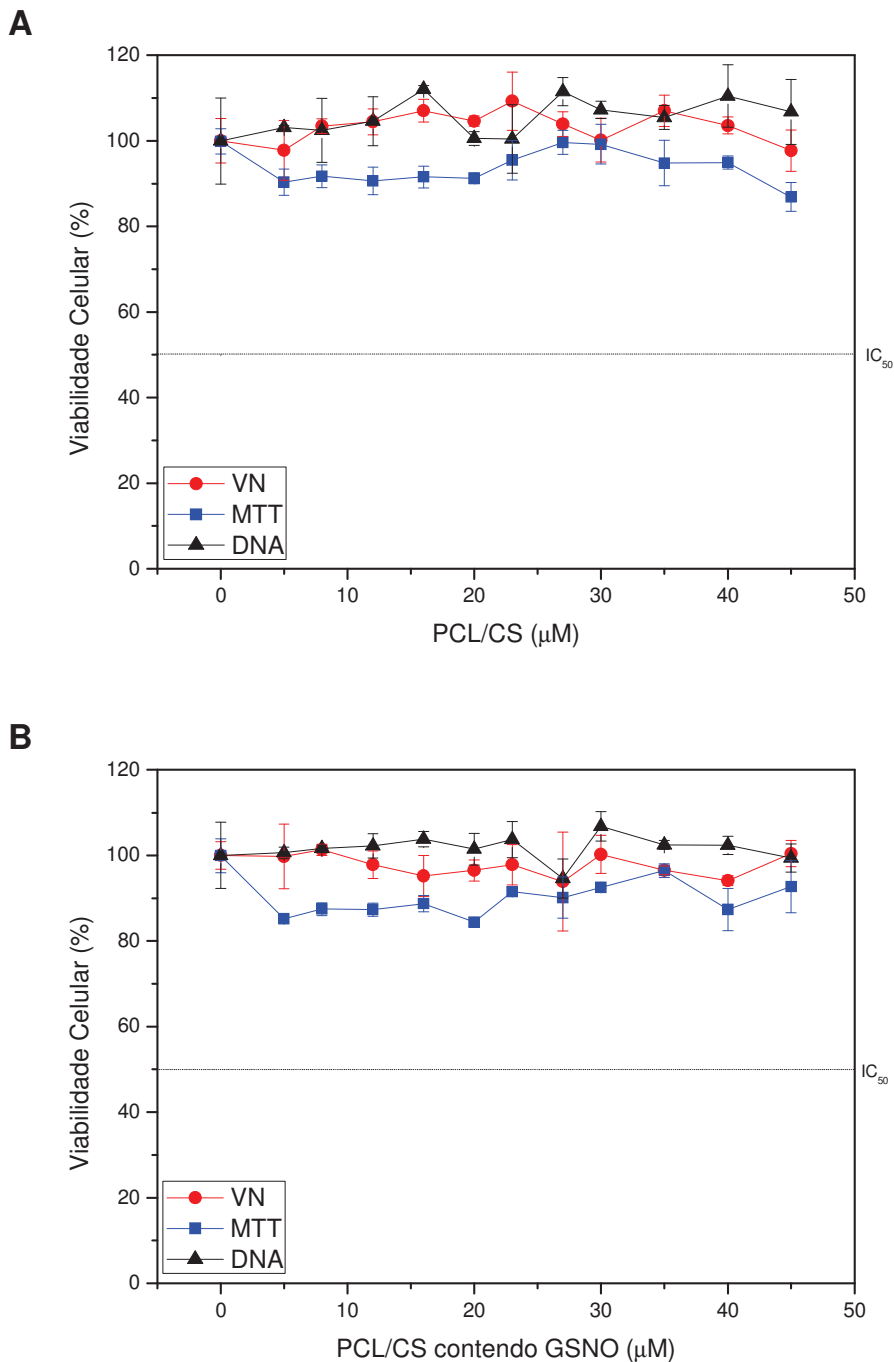 A
120
100
80
60
40
20
0
Viabilidade Celular (%)
IC50
VN
MTT
DNA
0 10 20 30 40 50
PCL/CS (μM)
B
120
100
80
60
40
20
0
Viabilidade Celular (%)
IC50
VN
MTT
DNA
0 10 20 30 40 50
PCL/CS contendo GSNO (μM)